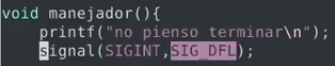 void manejador(){
printf("no pienso terminar\n");
signal(SIGINT,SIG_DFL);